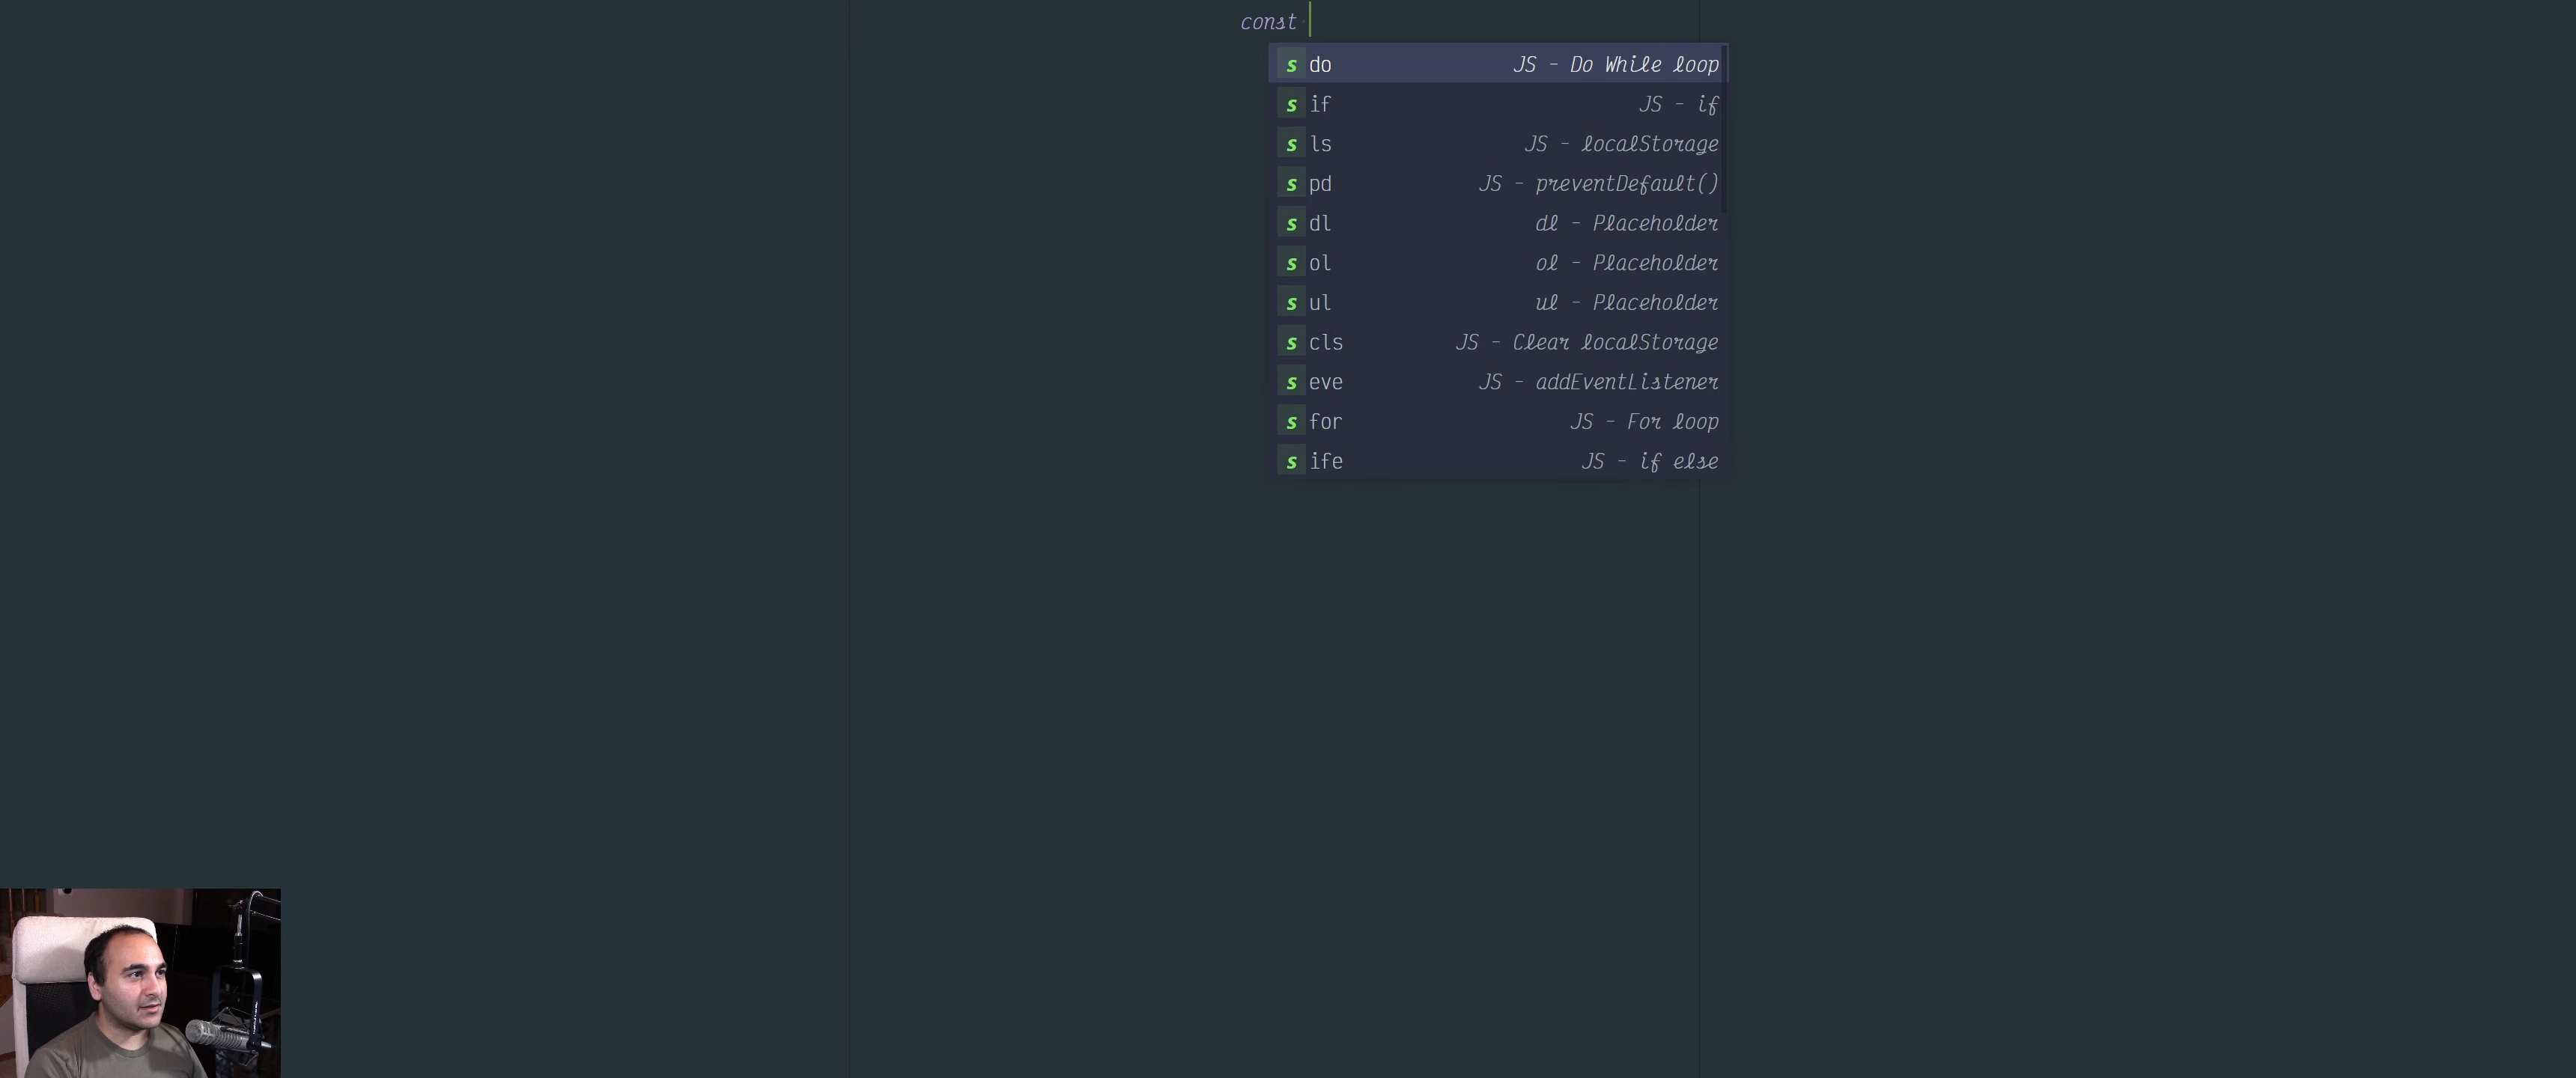 const
s do JS - Do While loop
s if JS - if
s ls JS - localStorage
s pd JS - preventDefault()
s dl dl - Placeholder
s ol ol - Placeholder
s ul ul - Placeholder
s cls JS - Clear localStorage
s eve JS - addEventListener
s for JS - For loop
s ife JS - if else